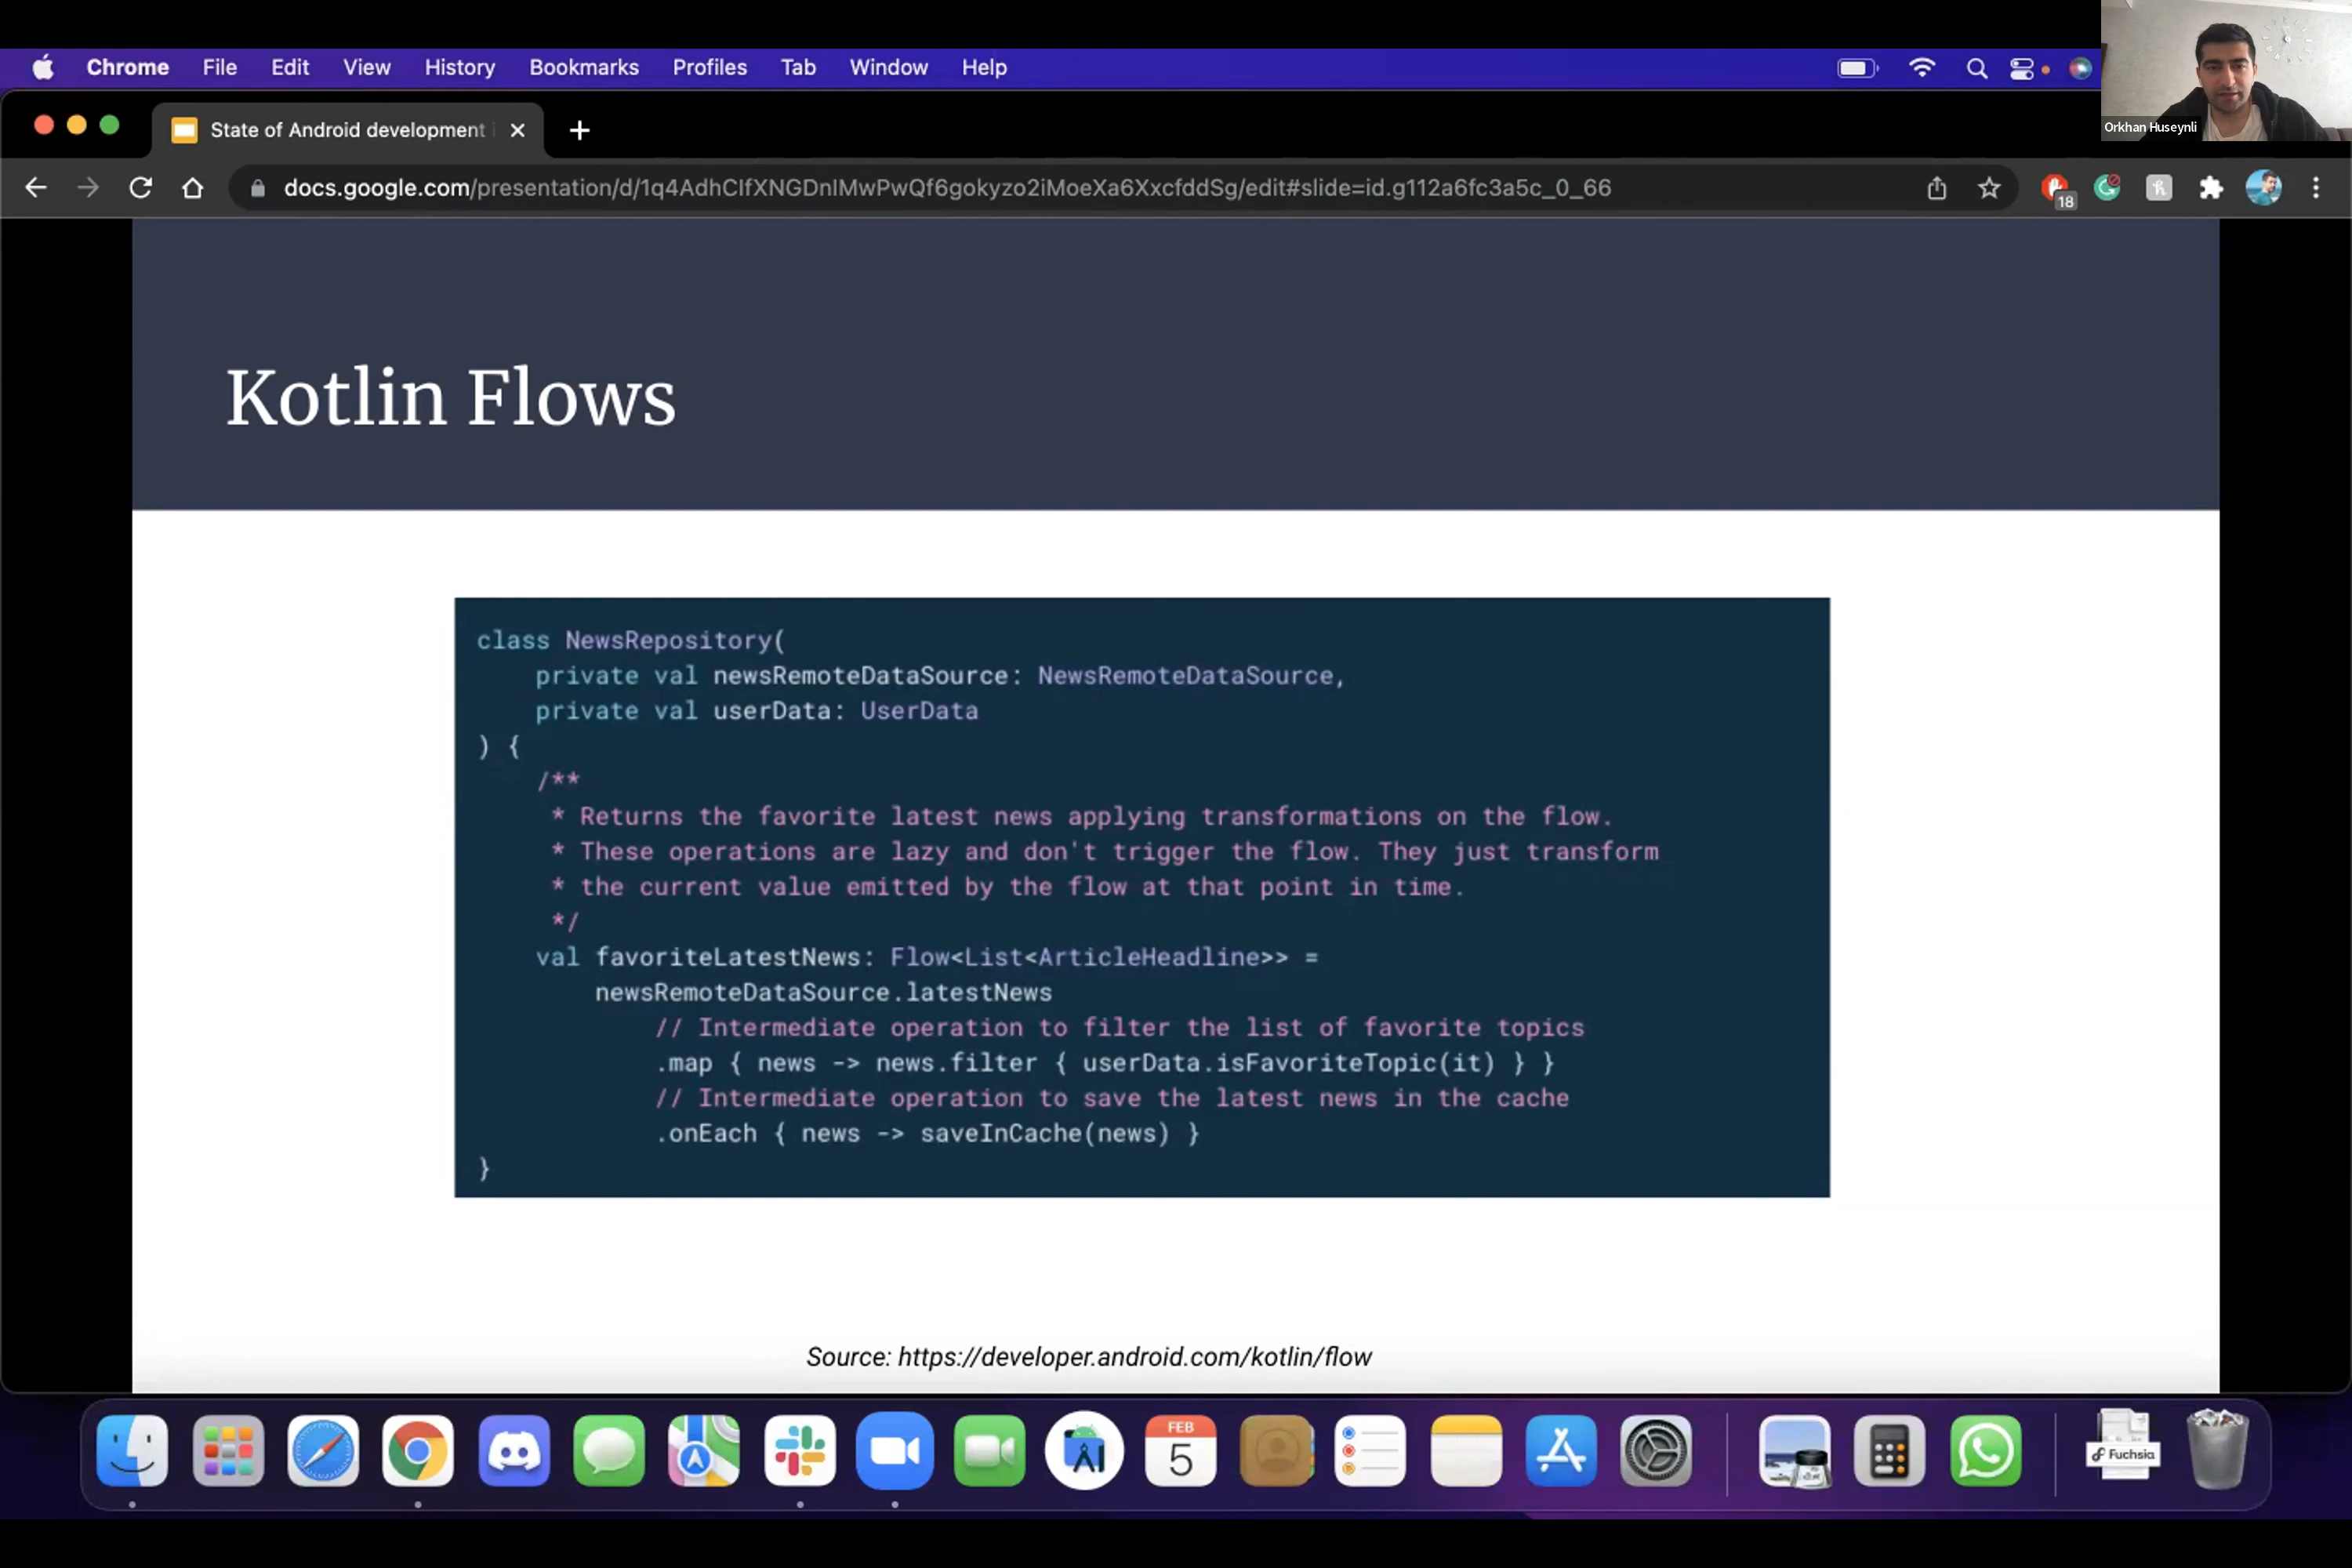 Chrome File Edit View History Bookmarks Profiles Tab Window Help
Orkhan Huseynli
State of Android development
docs.google.com/presentation/d/1q4AdhCIfXNGDnIMwPwQf6gokyzo2iMoeXa6XxcfddSg/edit#slide=id.g112a6fc3a5c_0_66
18
Kotlin Flows
class NewsRepository(
    private val newsRemoteDataSource: NewsRemoteDataSource,
    private val userData: UserData
) {
    /**
     * Returns the favorite latest news applying transformations on the flow.
     * These operations are lazy and don't trigger the flow. They just transform
     * the current value emitted by the flow at that point in time.
     */
    val favoriteLatestNews: Flow<List<ArticleHeadline>> =
        newsRemoteDataSource.latestNews
            // Intermediate operation to filter the list of favorite topics
            .map { news -> news.filter { userData.isFavoriteTopic(it) } }
            // Intermediate operation to save the latest news in the cache
            .onEach { news -> saveInCache(news) }
}
Source: https://developer.android.com/kotlin/flow
FEB
5
Fuchsia